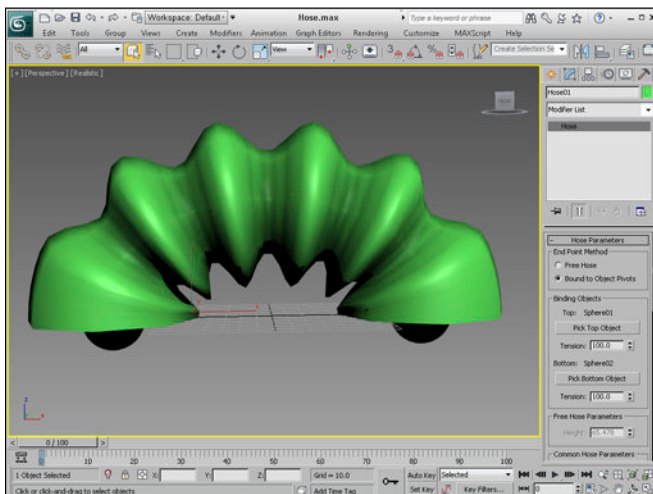 Workspace: Default
Hose.max
Type a keyword or phrase
Edit Tools Group Views Create Modifiers Animation Graph Editors Rendering Customize MAXScript Help
All
View
3
Create Selection Se
[+] [Perspective] [Realistic]
Hose01
Modifier List
Hose
Hose Parameters
End Point Method
Free Hose
Bound to Object Pivots
Binding Objects
Top: Sphere01
Pick Top Object
Tension: 100.0
Bottom: Sphere02
Pick Bottom Object
Tension: 100.0
Free Hose Parameters
Height: 65.478
Common Hose Parameters
0 / 100
0 10 20 30 40 50 60 70 80 90 100
1 Object Selected
X: Y: Z:
Grid = 10.0
Auto Key Selected
Click or click-and-drag to select objects
Add Time Tag
Set Key Key Filters...
0